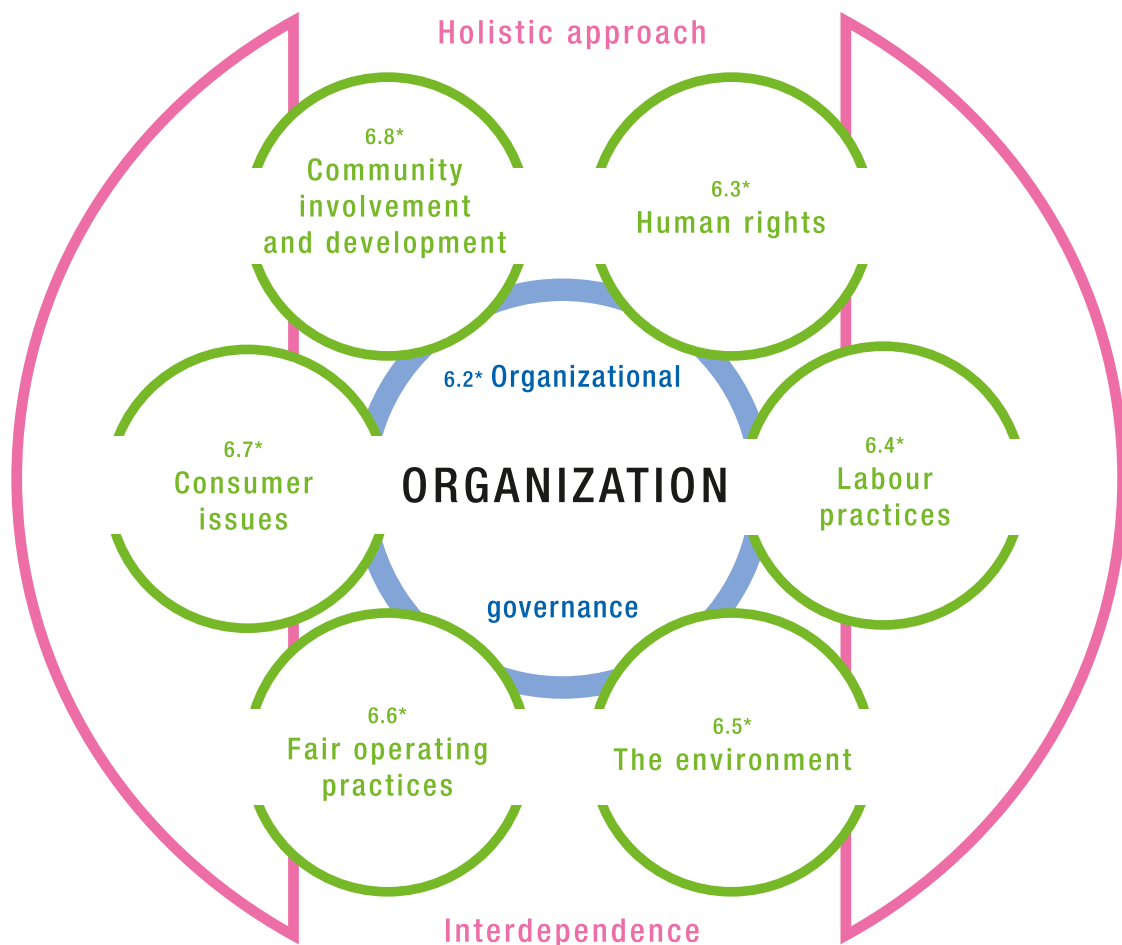 Holistic approach
6.8*
Community
involvement
and development
6.3*
Human rights
6.2* Organizational
6.7*
Consumer
issues
ORGANIZATION
6.4*
Labour
practices
governance
6.6*
Fair operating
practices
6.5*
The environment
Interdependence